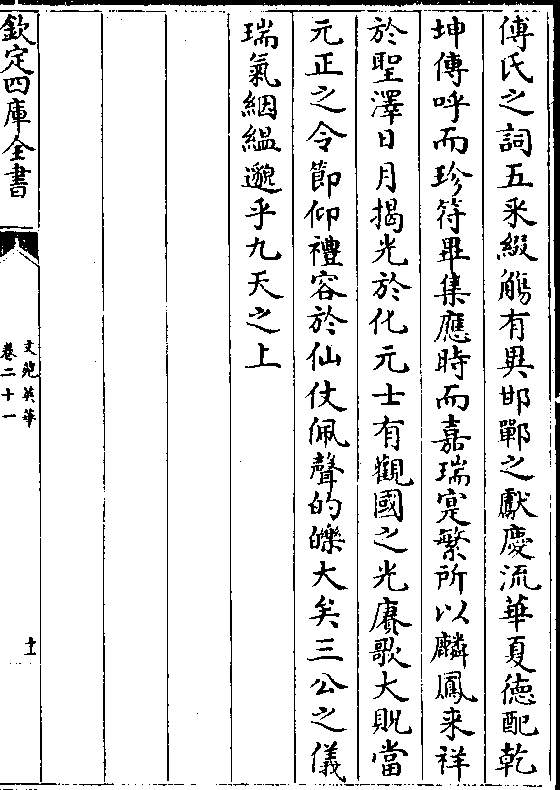 傅氏之詞五釆綴觴有異邯鄲之獻慶流華夏徳配乾
坤傳呼而珍符畢集應時而嘉瑞寔繁所以麟鳳来祥
於聖澤日月揭光於化元士有觀國之光賡歌大貺當
元正之令節仰禮容於仙仗佩聲的皪大矣三公之儀
瑞氣絪緼邈乎九天之上
欽定四庫全書
文苑英華
卷二十一
十一